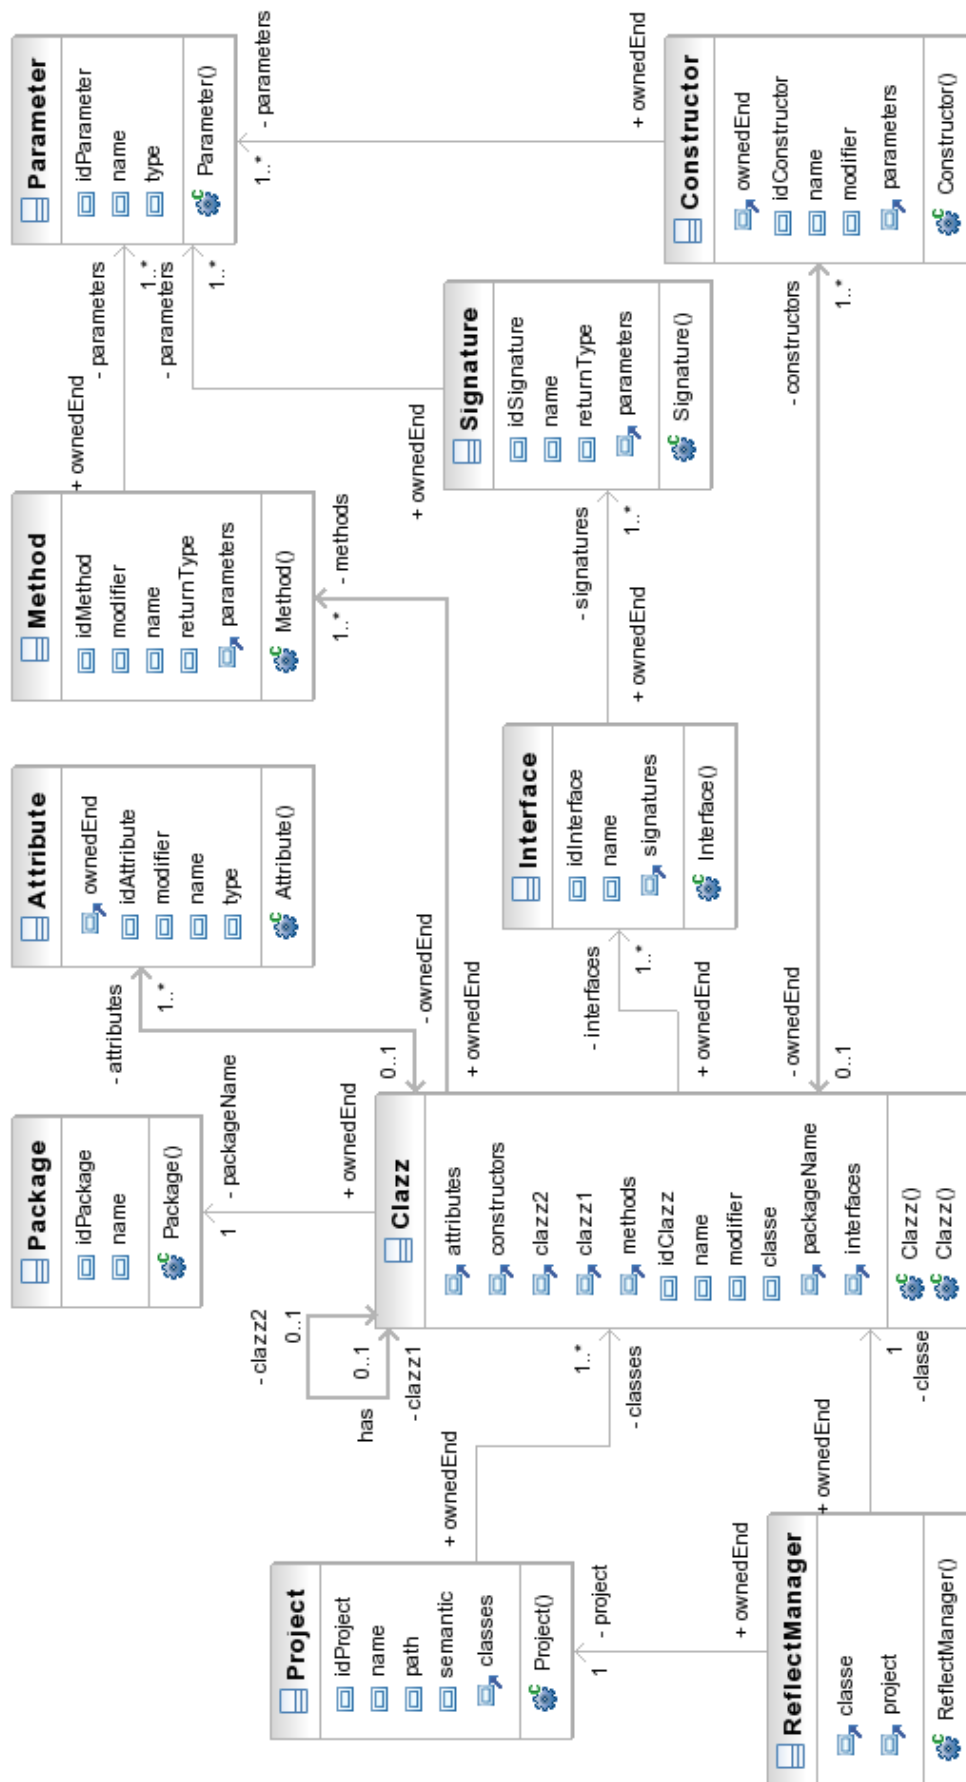 Package
idPackage
name
Package()
Attribute
ownedEnd
idAttribute
modifier
name
type
Attribute()
Method
idMethod
modifier
name
returnType
parameters
Method()
Parameter
idParameter
name
type
Parameter()
+ ownedEnd
- parameters
1..*
- parameters
1..*
- parameters
1..*
- clazz2
0..1
0..1
- clazz1
has
- packageName
1
+ ownedEnd
- attributes
1..*
0..1
- ownedEnd
+ ownedEnd
- methods
1..*
+ ownedEnd
Project
idProject
name
path
semantic
classes
Project()
+ ownedEnd
1..*
- classes
Clazz
attributes
constructors
clazz2
clazz1
methods
idClazz
name
modifier
classe
packageName
interfaces
Clazz()
Clazz()
- interfaces
1..*
+ ownedEnd
Interface
idInterface
name
signatures
Interface()
- signatures
1..*
+ ownedEnd
Signature
idSignature
name
returnType
parameters
Signature()
+ ownedEnd
- project
1
+ ownedEnd
ReflectManager
classe
project
ReflectManager()
+ ownedEnd
1
- classe
- ownedEnd
0..1
- constructors
1..*
Constructor
ownedEnd
idConstructor
name
modifier
parameters
Constructor()